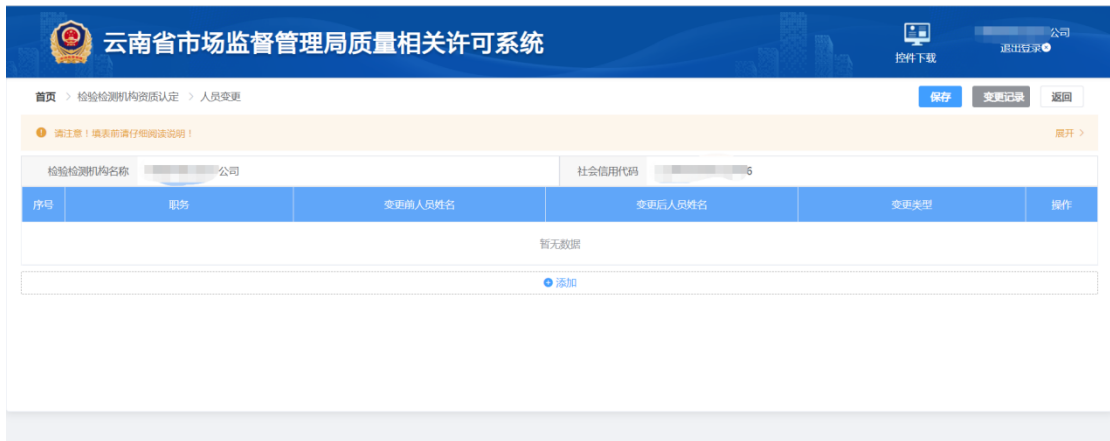 云南省市场监督管理局质量相关许可系统
控件下载
公司
退出登录
首页 > 检验检测机构资质认定 > 人员变更
保存 变更记录 返回
请注意！填表前请仔细阅读说明！ 展开 >
检验检测机构名称 公司 社会信用代码 6
序号 职务 变更前人员姓名 变更后人员姓名 变更类型 操作
暂无数据
添加